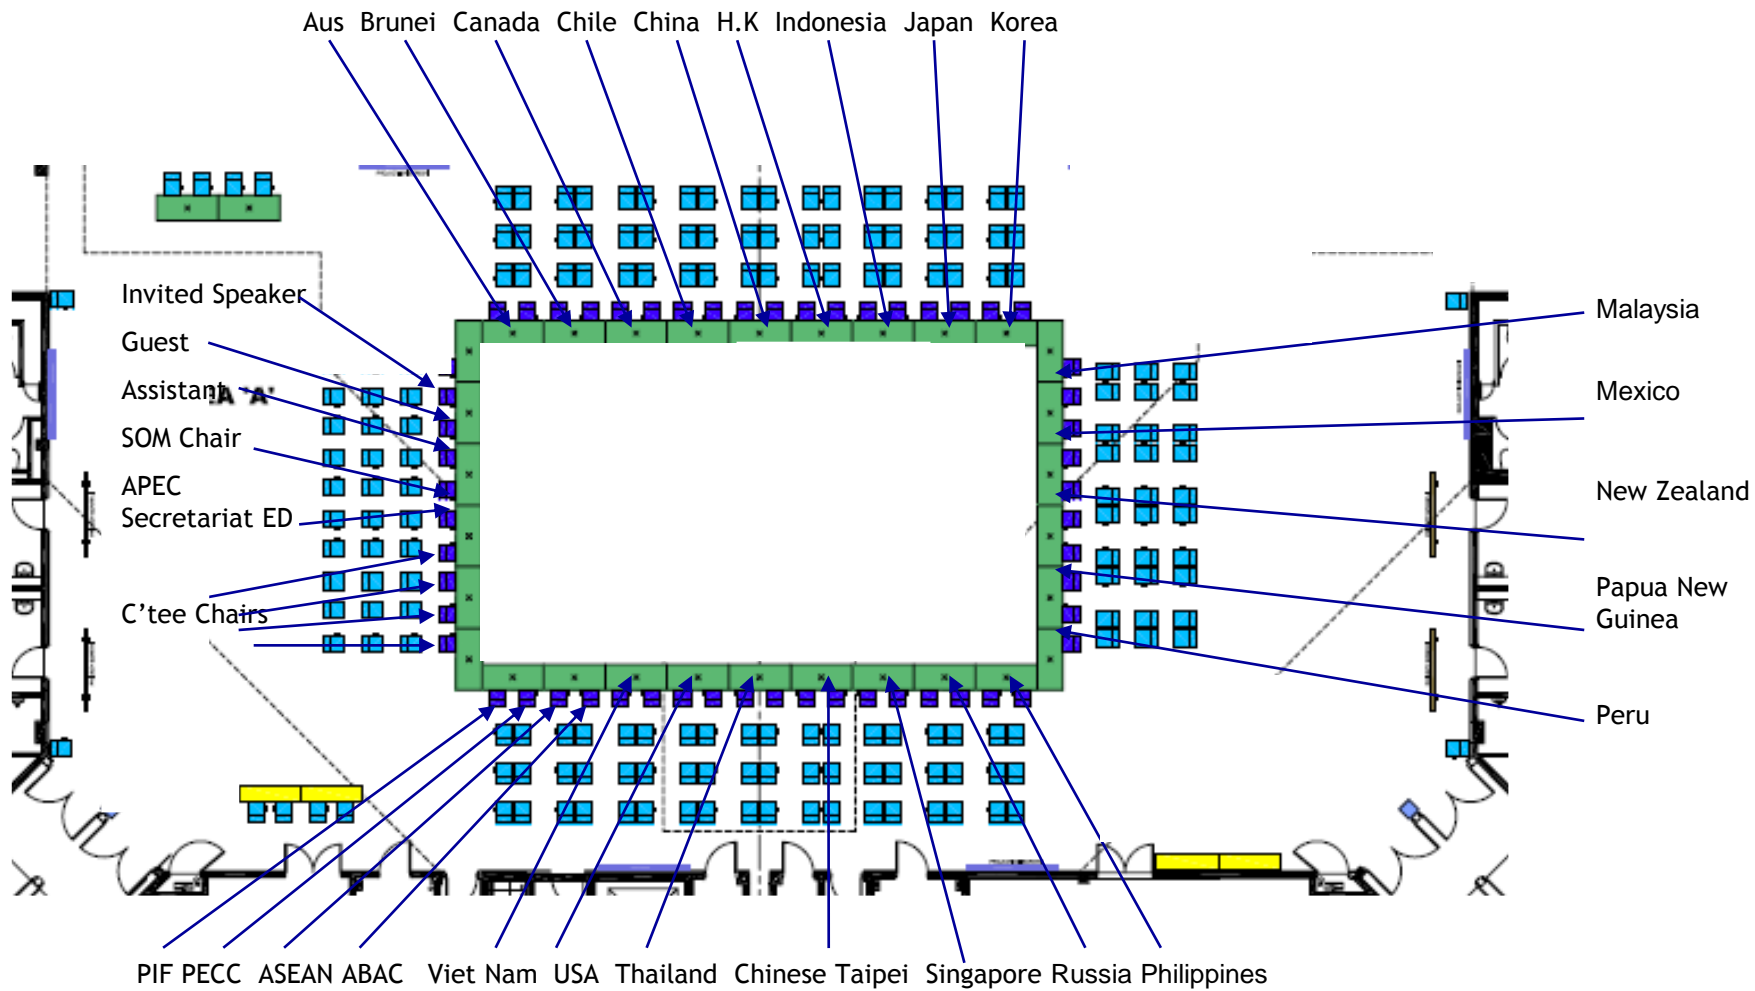 Aus Brunei Canada Chile China H.K Indonesia Japan Korea
Invited Speaker
Guest
Assistant
'A'
SOM Chair
APEC
Secretariat ED
C'tee Chairs
Malaysia
Mexico
New Zealand
Papua New
Guinea
Peru
PIF PECC ASEAN ABAC Viet Nam USA Thailand Chinese Taipei Singapore Russia Philippines